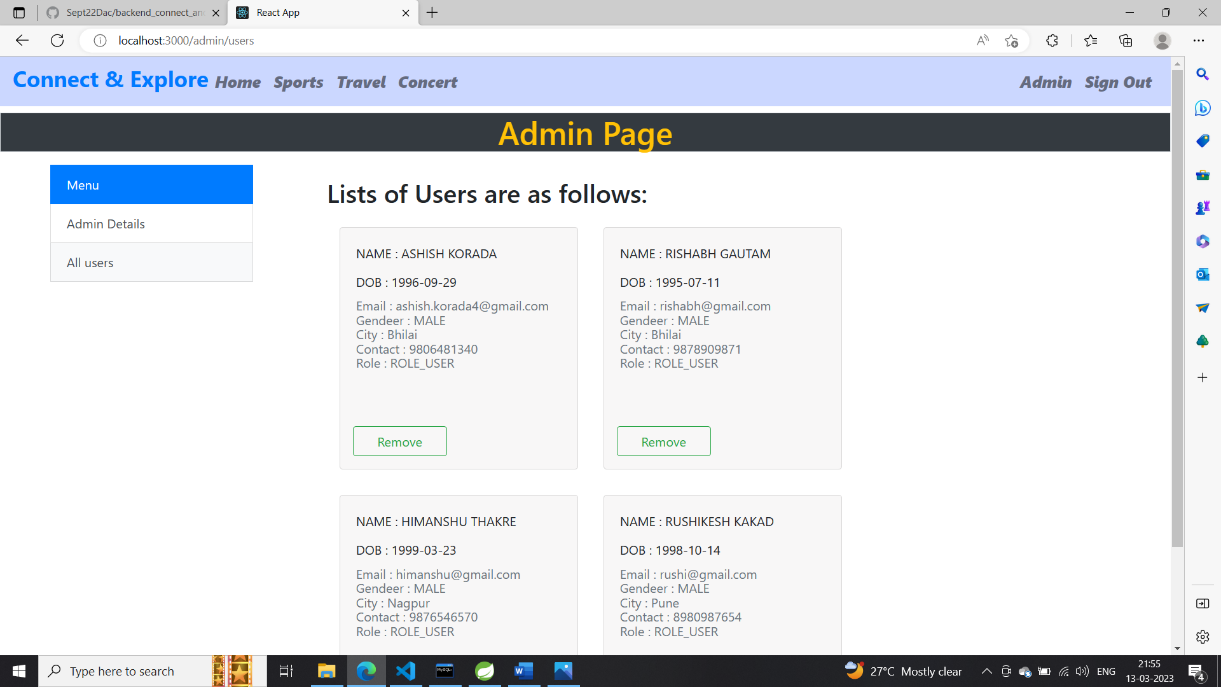 Sept22Dac/backend_connect_and
React App
localhost:3000/admin/users
Connect & Explore Home Sports Travel Concert Admin Sign Out
Admin Page
Menu
Admin Details
All users
Lists of Users are as follows:
NAME : ASHISH KORADA
DOB : 1996-09-29
Email : ashish.korada4@gmail.com
Gendeer : MALE
City : Bhilai
Contact : 9806481340
Role : ROLE_USER
Remove
NAME : RISHABH GAUTAM
DOB : 1995-07-11
Email : rishabh@gmail.com
Gendeer : MALE
City : Bhilai
Contact : 9878909871
Role : ROLE_USER
Remove
NAME : HIMANSHU THAKRE
DOB : 1999-03-23
Email : himanshu@gmail.com
Gendeer : MALE
City : Nagpur
Contact : 9876546570
Role : ROLE_USER
NAME : RUSHIKESH KAKAD
DOB : 1998-10-14
Email : rushi@gmail.com
Gendeer : MALE
City : Pune
Contact : 8980987654
Role : ROLE_USER
Type here to search
27°C Mostly clear
ENG
21:55
13-03-2023
4